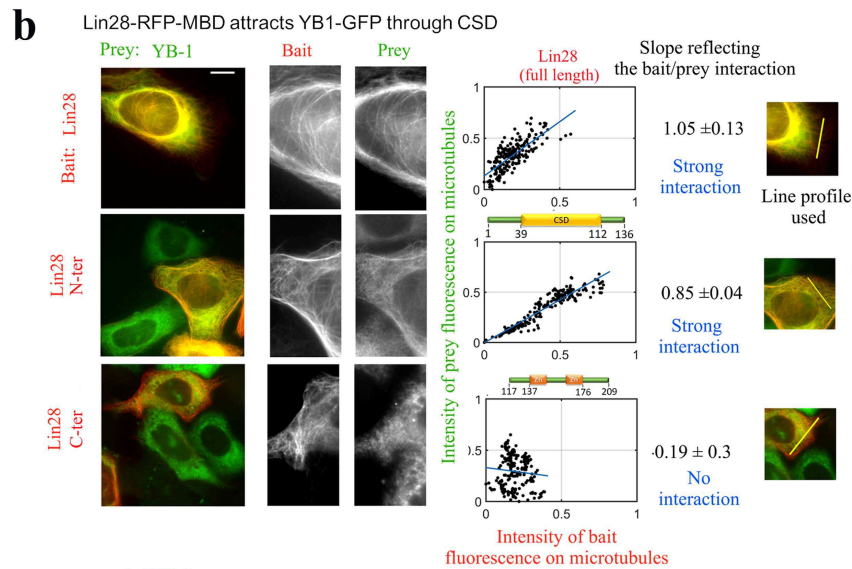 b
Lin28-RFP-MBD attracts YB1-GFP through CSD
Prey: YB-1
Bait
Prey
Lin28
(full length)
Slope reflecting
the bait/prey interaction
Bait: Lin28
Lin28
N-ter
Lin28
C-ter
Intensity of prey fluorescence on microtubules
1
0.5
0
0
0.5
1
1.05 ±0.13
Strong
interaction
Line profile
used
CSD
1 39 112 136
1
0.5
0
0
0.5
1
0.85 ±0.04
Strong
interaction
Zn Zn
117 137 176 209
1
.5
0
0
0.5
1
-0.19 ± 0.3
No
interaction
Intensity of bait
fluorescence on microtubules